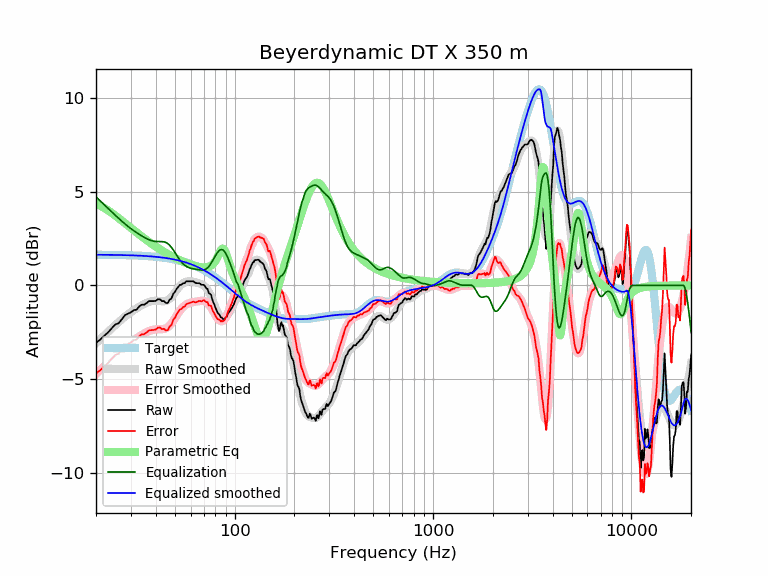 Beyerdynamic DT X 350 m
Amplitude (dBr)
10
5
0
−5
−10
Target
Raw Smoothed
Error Smoothed
Raw
Error
Parametric Eq
Equalization
Equalized smoothed
100 1000 10000
Frequency (Hz)